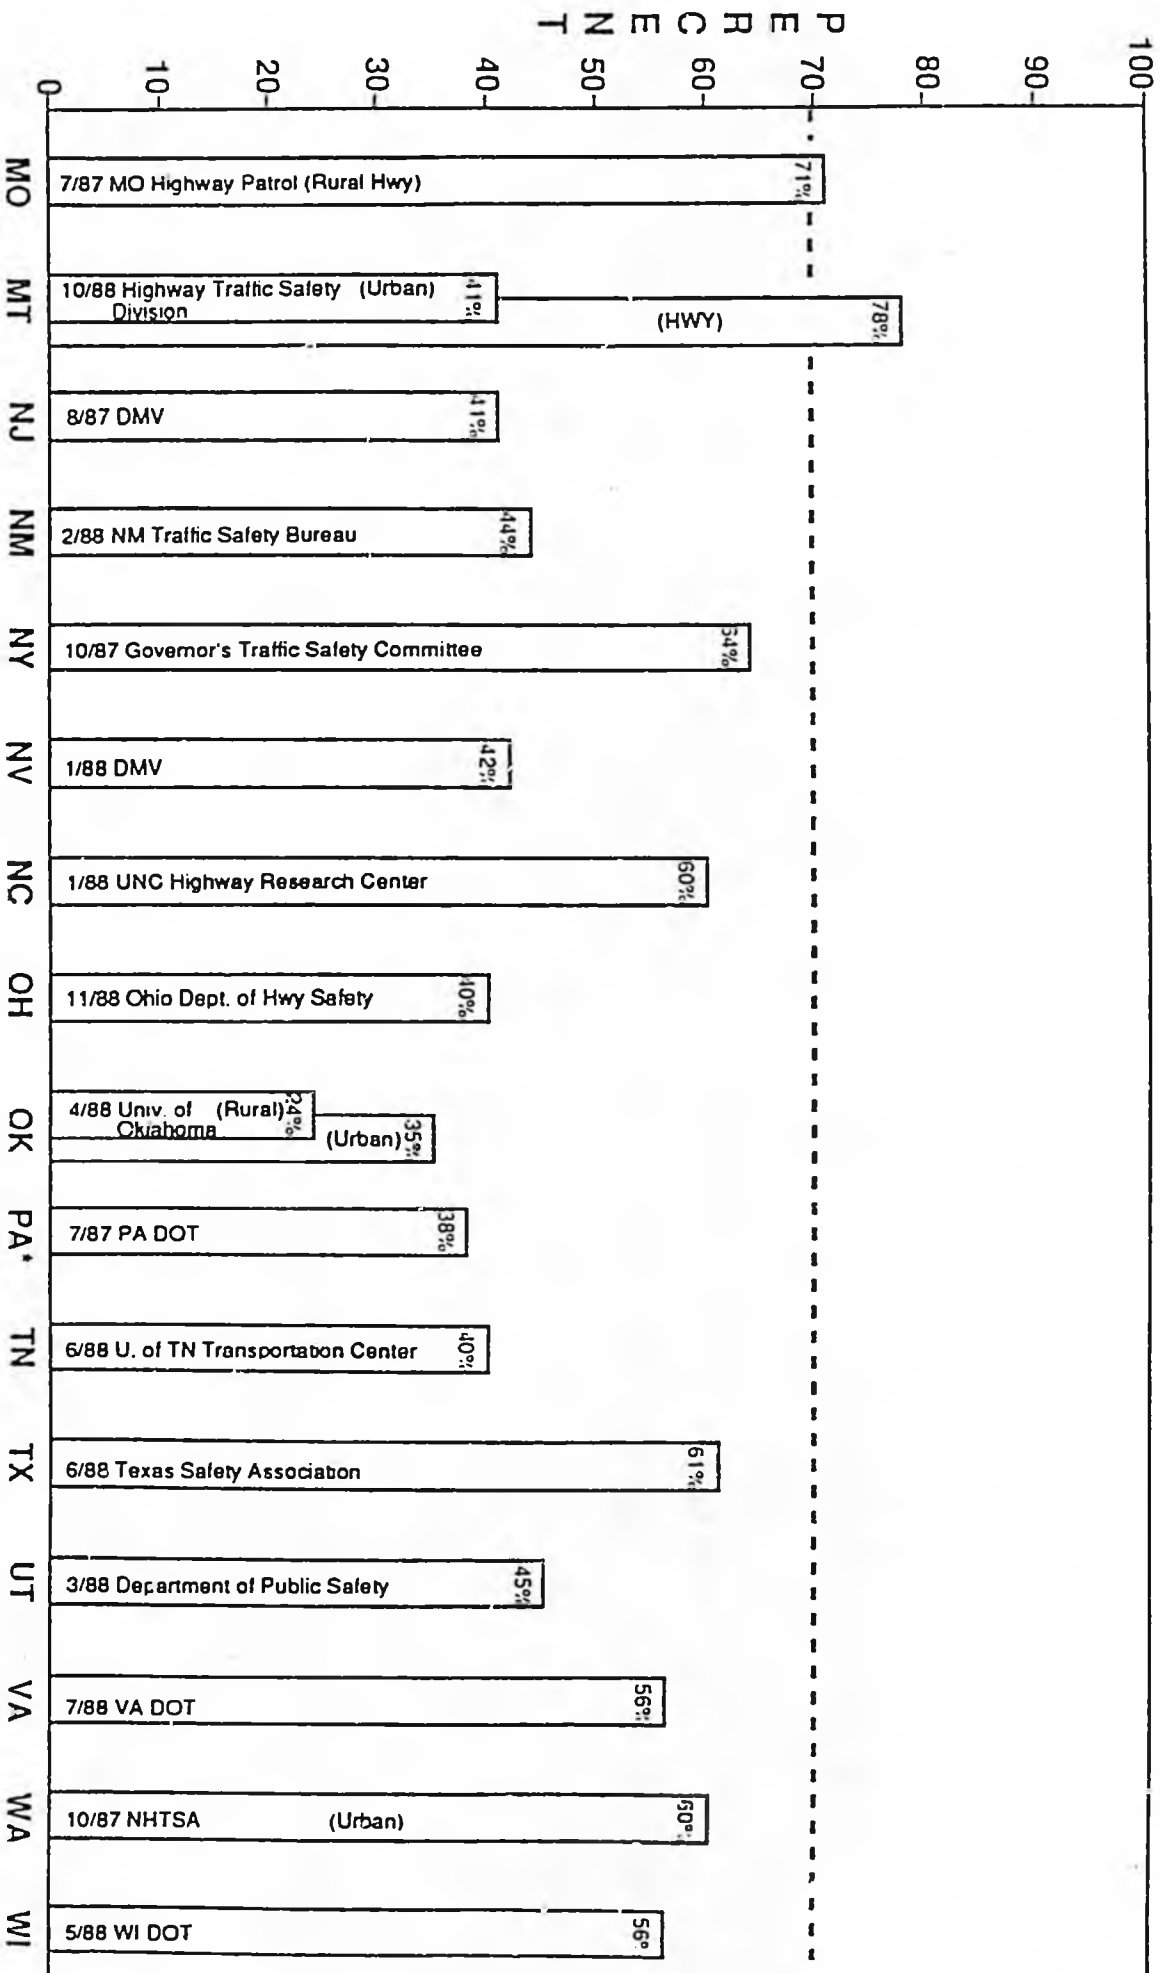 PERCENT
100
90
80
70
60
50
40
30
20
10
0
MO
7/87 MO Highway Patrol (Rural Hwy)
71%
MT
10/88 Highway Traffic Safety (Urban)
Division
41%
(HWY)
78%
NJ
8/87 DMV
41%
NM
2/88 NM Traffic Safety Bureau
44%
NY
10/87 Governor's Traffic Safety Committee
64%
NV
1/88 DMV
42%
NC
1/88 UNC Highway Research Center
60%
OH
11/88 Ohio Dept. of Hwy Safety
40%
OK
4/88 Univ. of (Rural)
Oklahoma
24%
(Urban)
35%
PA*
7/87 PA DOT
38%
TN
6/88 U. of TN Transportation Center
40%
TX
6/88 Texas Safety Association
61%
UT
3/88 Department of Public Safety
45%
VA
7/88 VA DOT
56%
WA
10/87 NHTSA (Urban)
60%
WI
5/88 WI DOT
56%